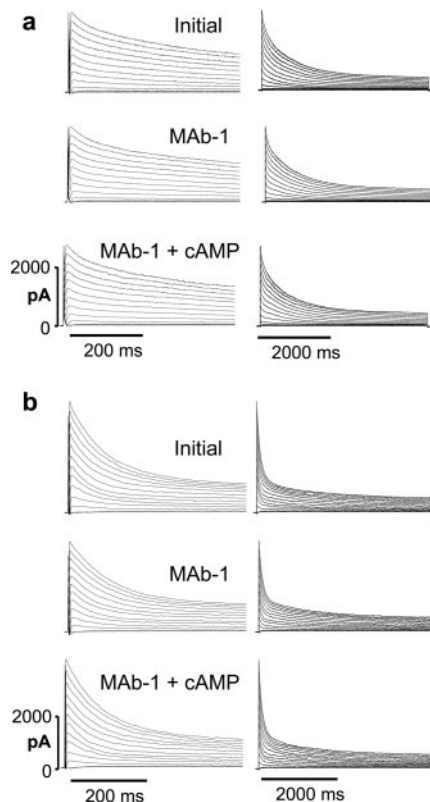 a
Initial
MAb-1
MAb-1 + cAMP
2000
pA
0
200 ms
2000 ms
b
Initial
MAb-1
MAb-1 + cAMP
2000
pA
0
200 ms
2000 ms